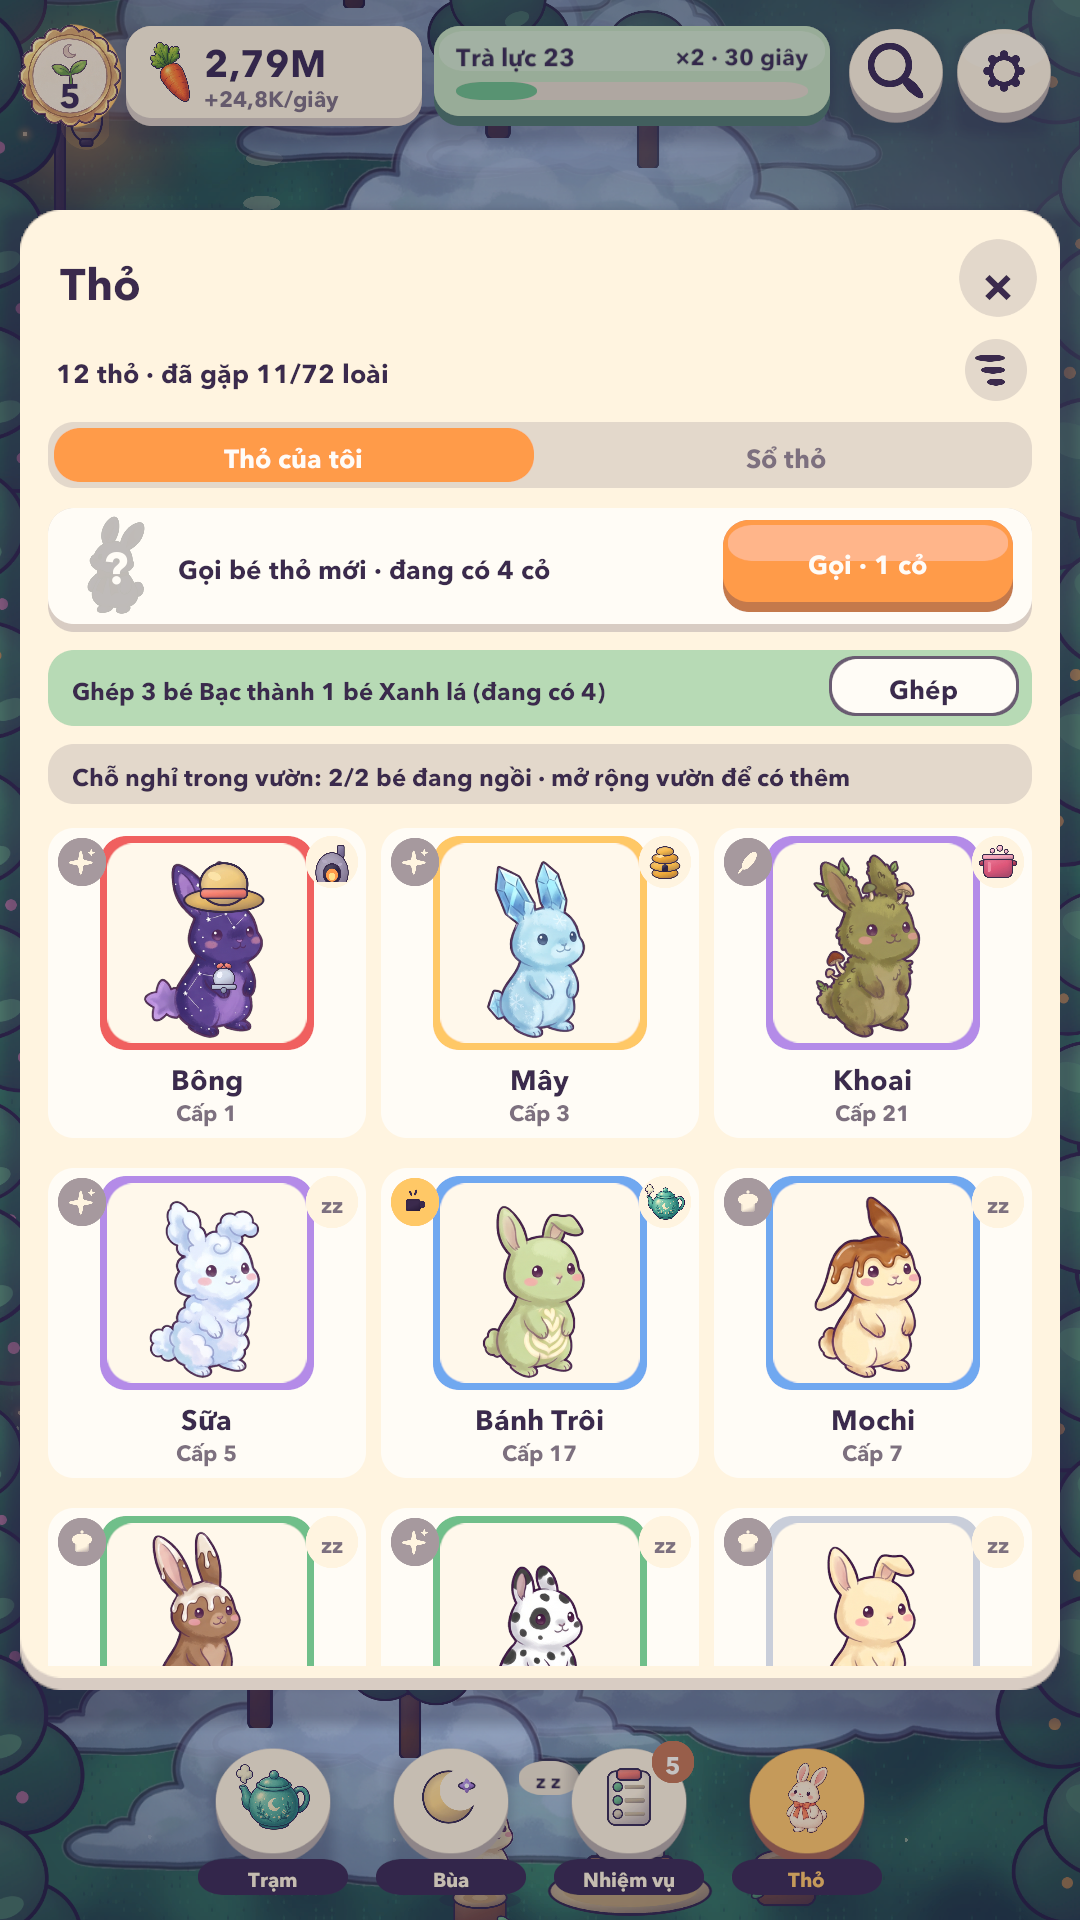 5
2,79M
+24,8K/giây
Trà lực 23
×2 · 30 giây
Thỏ
12 thỏ · đã gặp 11/72 loài
Thỏ của tôi
Sổ thỏ
?
Gọi bé thỏ mới · đang có 4 cỏ
Gọi · 1 cỏ
Ghép 3 bé Bạc thành 1 bé Xanh lá (đang có 4)
Ghép
Chỗ nghỉ trong vườn: 2/2 bé đang ngồi · mở rộng vườn để có thêm
Bông
Cấp 1
Mây
Cấp 3
Khoai
Cấp 21
zz
zz
Sữa
Cấp 5
Bánh Trôi
Cấp 17
Mochi
Cấp 7
zz
zz
zz
z z
5
Trạm
Bùa
Nhiệm vụ
Thỏ